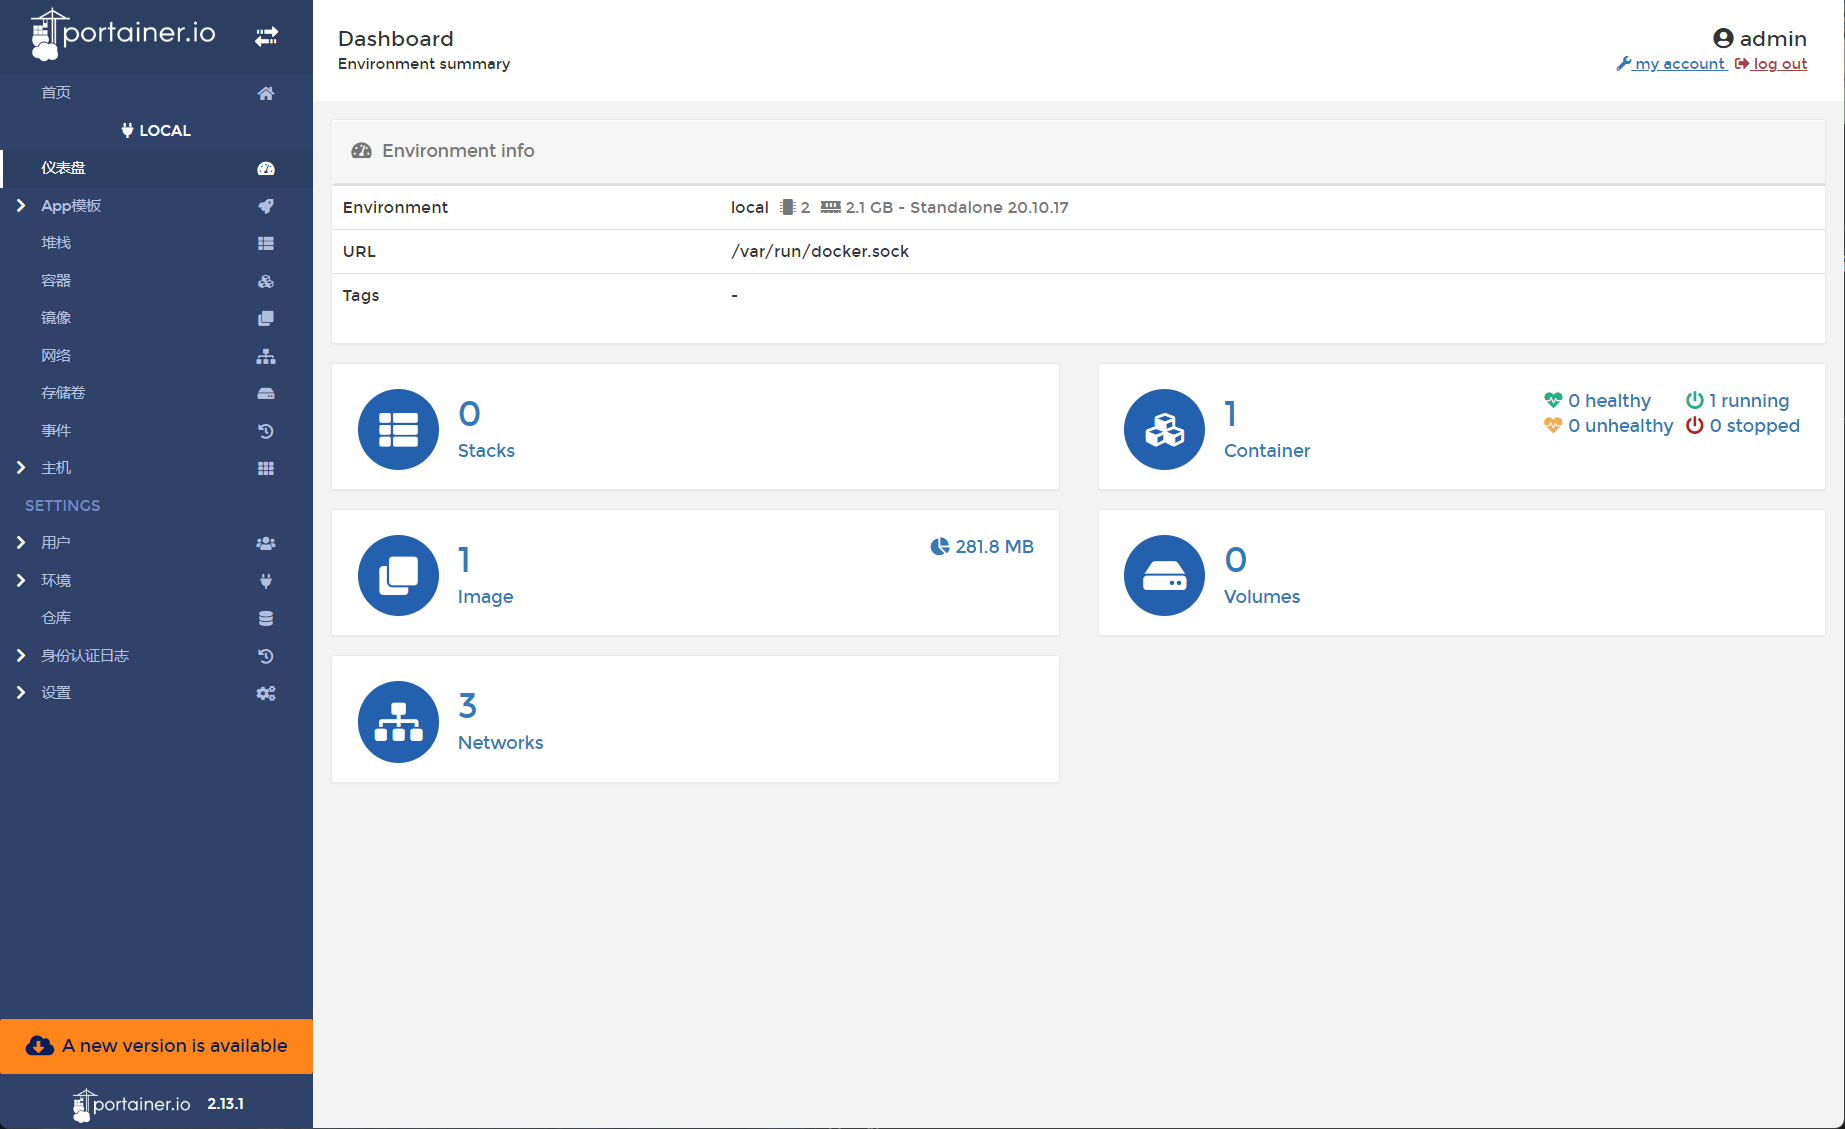 portainer.io
首页
LOCAL
仪表盘
App模板
堆栈
容器
镜像
网络
存储卷
事件
主机
SETTINGS
用户
环境
仓库
身份认证日志
设置
A new version is available
portainer.io 2.13.1
Dashboard
Environment summary
admin
my account log out
Environment info
Environment local 2 2.1 GB - Standalone 20.10.17
URL /var/run/docker.sock
Tags -
0
Stacks
1
Container
0 healthy 1 running
0 unhealthy 0 stopped
1
Image
281.8 MB
0
Volumes
3
Networks